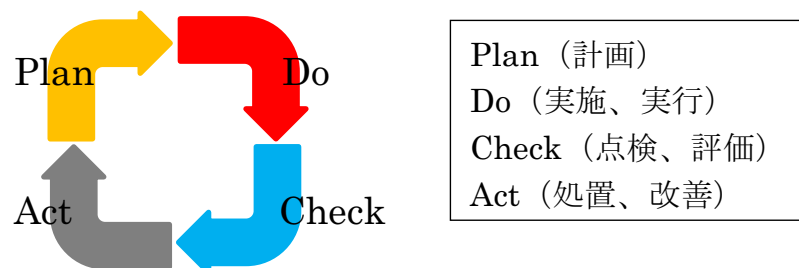 Plan
Do
Act
Check
Plan（計画）
Do（実施、実行）
Check（点検、評価）
Act（処置、改善）